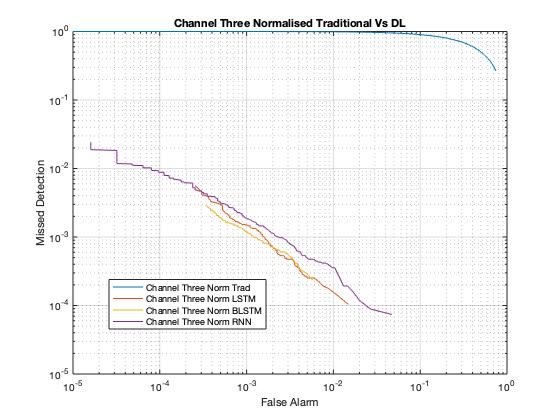 Channel Three Normalised Traditional Vs DL
10^0
10^-1
10^-2
10^-3
10^-4
10^-5
Missed Detection
Channel Three Norm Trad
Channel Three Norm LSTM
Channel Three Norm BLSTM
Channel Three Norm RNN
10^-5 10^-4 10^-3 10^-2 10^-1 10^0
False Alarm